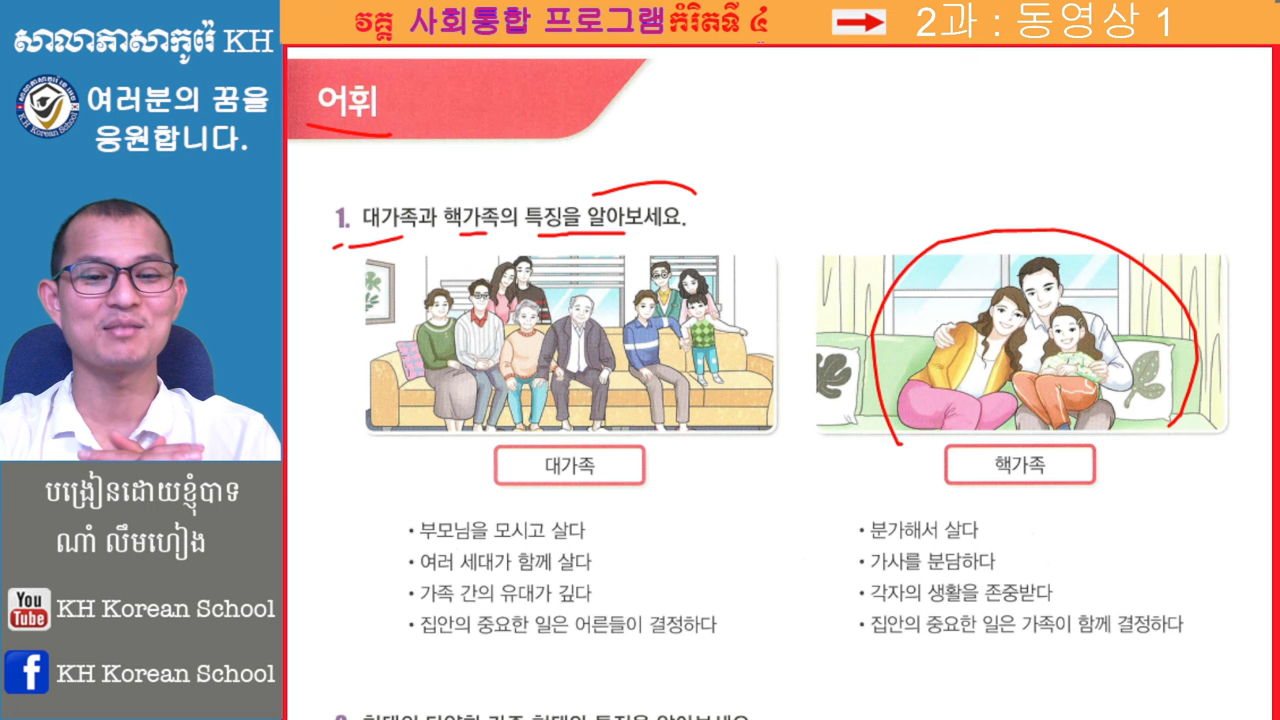 សាលាភាសាកូរ៉េ KH
여러분의 꿈을
응원합니다.
បង្រៀនដោយខ្ញុំបាទ
ណាំ លឹមហៀង
You
Tube
KH Korean School
f KH Korean School
វគ្គ 사회통합 프로그램កំរិតទី ៤
2과 : 동영상 1
어휘
1. 대가족과 핵가족의 특징을 알아보세요.
대가족
• 부모님을 모시고 살다
• 여러 세대가 함께 살다
• 가족 간의 유대가 깊다
• 집안의 중요한 일은 어른들이 결정하다
핵가족
• 분가해서 살다
• 가사를 분담하다
• 각자의 생활을 존중받다
• 집안의 중요한 일은 가족이 함께 결정하다